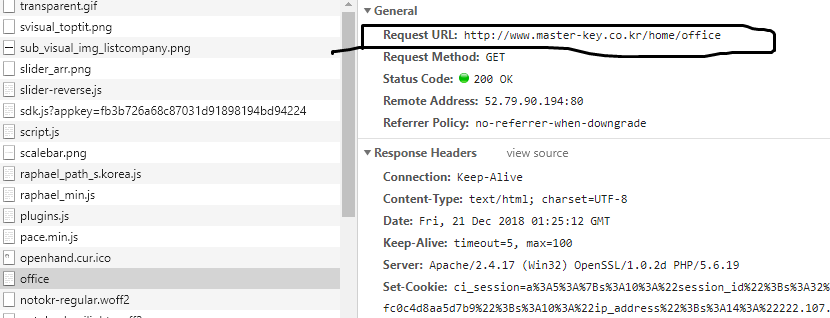 transparent.gif
svisual_toptit.png
sub_visual_img_listcompany.png
slider_arr.png
slider-reverse.js
sdk.js?appkey=fb3b726a68c87031d91898194bd94224
script.js
scalebar.png
raphael_path_s.korea.js
raphael_min.js
plugins.js
pace.min.js
openhand.cur.ico
office
notokr-regular.woff2
General
Request URL: http://www.master-key.co.kr/home/office
Request Method: GET
Status Code: 200 OK
Remote Address: 52.79.90.194:80
Referrer Policy: no-referrer-when-downgrade
Response Headers view source
Connection: Keep-Alive
Content-Type: text/html; charset=UTF-8
Date: Fri, 21 Dec 2018 01:25:12 GMT
Keep-Alive: timeout=5, max=100
Server: Apache/2.4.17 (Win32) OpenSSL/1.0.2d PHP/5.6.19
Set-Cookie: ci_session=a%3A5%3A%7Bs%3A10%3A%22session_id%22%3Bs%3A32%
fc0c4d8aa5d7b9%22%3Bs%3A10%3A%22ip_address%22%3Bs%3A14%3A%22222.107.